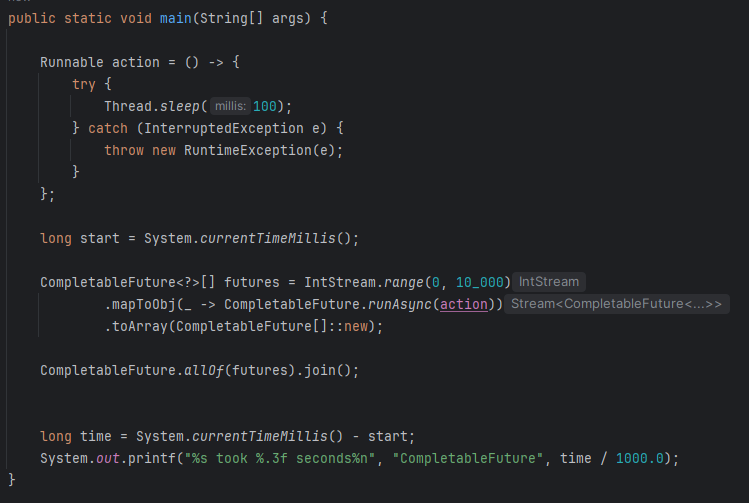 public static void main(String[] args) {
Runnable action = () -> {
try {
Thread.sleep( millis: 100);
} catch (InterruptedException e) {
throw new RuntimeException(e);
}
};
long start = System.currentTimeMillis();
CompletableFuture<?>[] futures = IntStream.range(0, 10_000) IntStream
.mapToObj(_ -> CompletableFuture.runAsync(action)) Stream<CompletableFuture<...>>
.toArray(CompletableFuture[]::new);
CompletableFuture.allOf(futures).join();
long time = System.currentTimeMillis() - start;
System.out.printf("%s took %.3f seconds%n", "CompletableFuture", time / 1000.0);
}